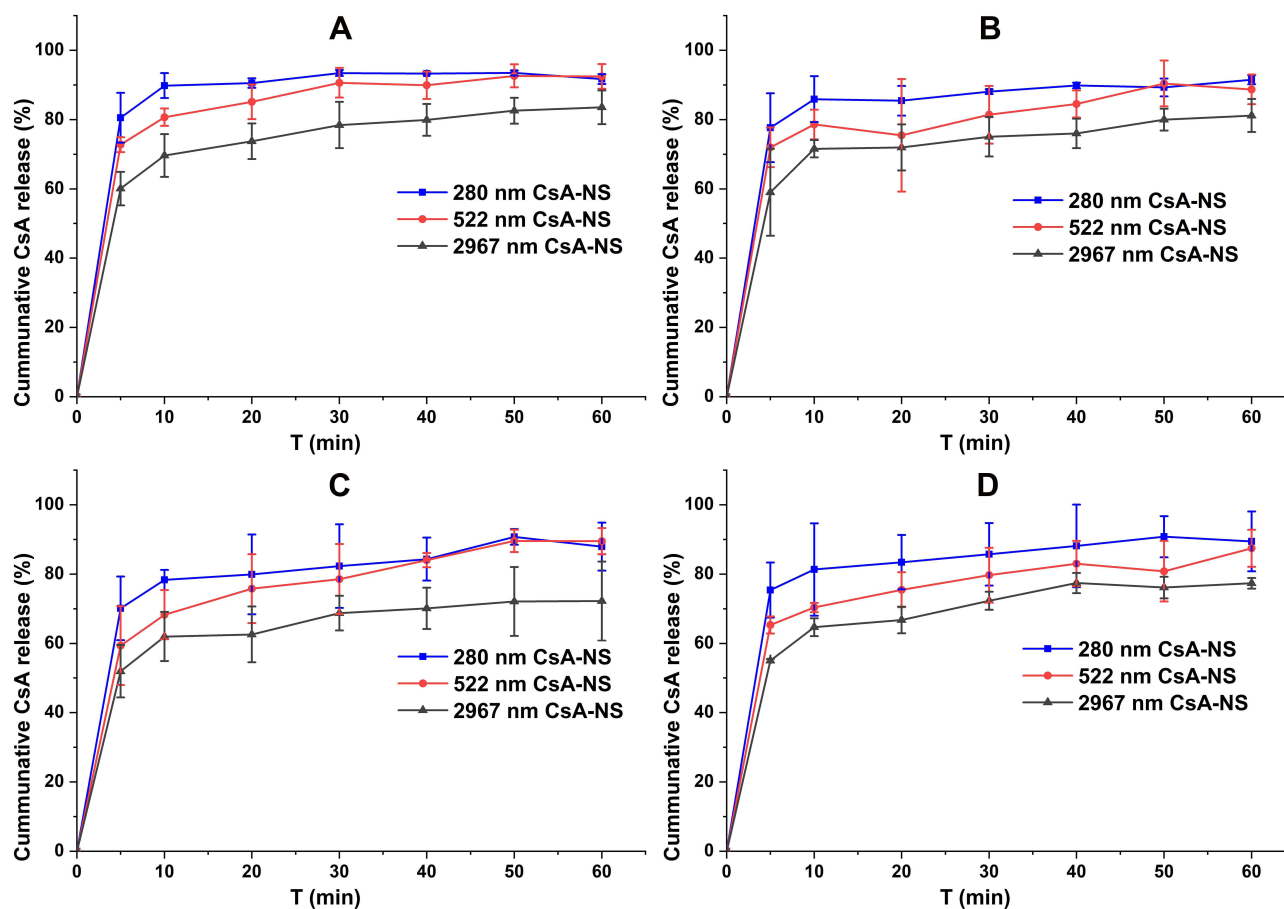 A
Cummunative CsA release (%)
100
80
60
40
20
0
280 nm CsA-NS
522 nm CsA-NS
2967 nm CsA-NS
0 10 20 30 40 50 60
T (min)
B
Cummunative CsA release (%)
100
80
60
40
20
0
280 nm CsA-NS
522 nm CsA-NS
2967 nm CsA-NS
0 10 20 30 40 50 60
T (min)
C
Cummunative CsA release (%)
100
80
60
40
20
0
280 nm CsA-NS
522 nm CsA-NS
2967 nm CsA-NS
0 10 20 30 40 50 60
T (min)
D
Cummunative CsA release (%)
100
80
60
40
20
0
280 nm CsA-NS
522 nm CsA-NS
2967 nm CsA-NS
0 10 20 30 40 50 60
T (min)